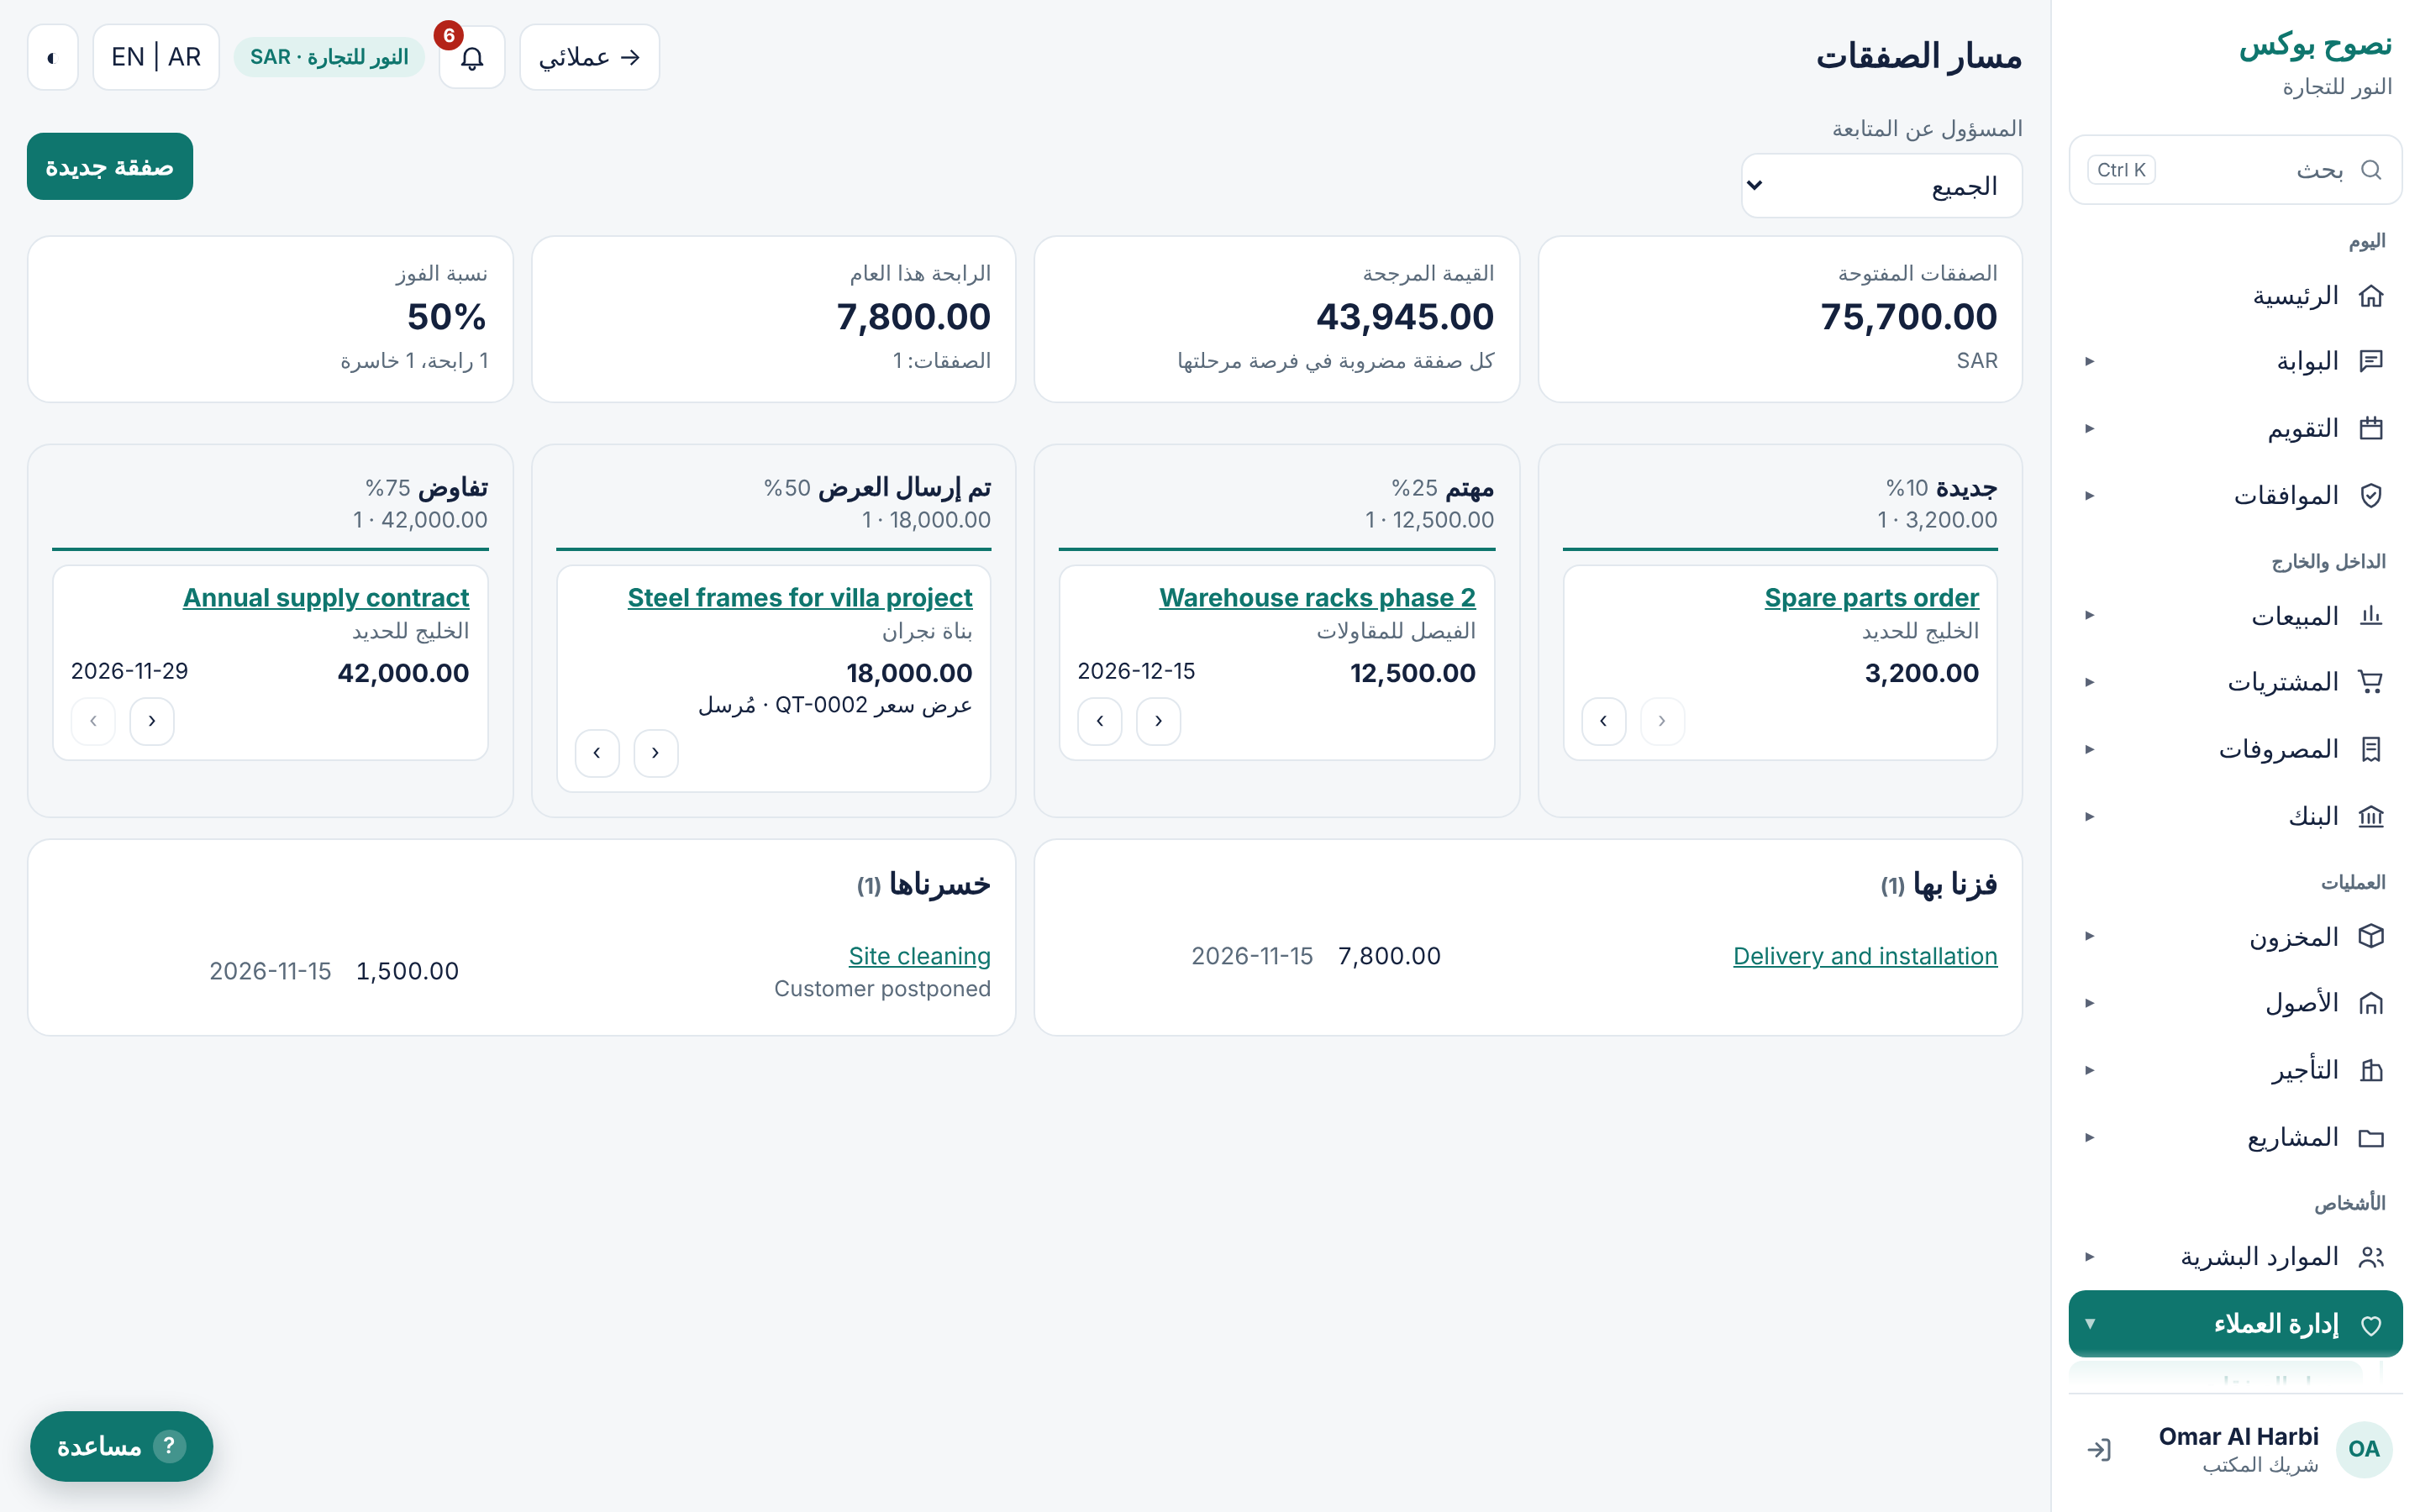 نصوح بوكس
النور للتجارة
بحث
Ctrl K
اليوم
الرئيسية
البوابة
التقويم
الموافقات
الداخل والخارج
المبيعات
المشتريات
المصروفات
البنك
العمليات
المخزون
الأصول
التأجير
المشاريع
الأشخاص
الموارد البشرية
إدارة العملاء
OA
Omar Al Harbi
شريك المكتب
مسار الصفقات
→ عملائي
6
النور للتجارة · SAR
EN | AR
المسؤول عن المتابعة
الجميع
صفقة جديدة
الصفقات المفتوحة
75,700.00
SAR
القيمة المرجحة
43,945.00
كل صفقة مضروبة في فرصة مرحلتها
الرابحة هذا العام
7,800.00
الصفقات: 1
نسبة الفوز
50%
1 رابحة، 1 خاسرة
جديدة 10%
1 · 3,200.00
Spare parts order
الخليج للحديد
3,200.00
مهتم 25%
1 · 12,500.00
Warehouse racks phase 2
الفيصل للمقاولات
12,500.00
2026-12-15
تم إرسال العرض 50%
1 · 18,000.00
Steel frames for villa project
بناة نجران
18,000.00
عرض سعر QT-0002 · مُرسل
تفاوض 75%
1 · 42,000.00
Annual supply contract
الخليج للحديد
42,000.00
2026-11-29
فزنا بها (1)
Delivery and installation
7,800.00
2026-11-15
خسرناها (1)
Site cleaning
Customer postponed
1,500.00
2026-11-15
? مساعدة